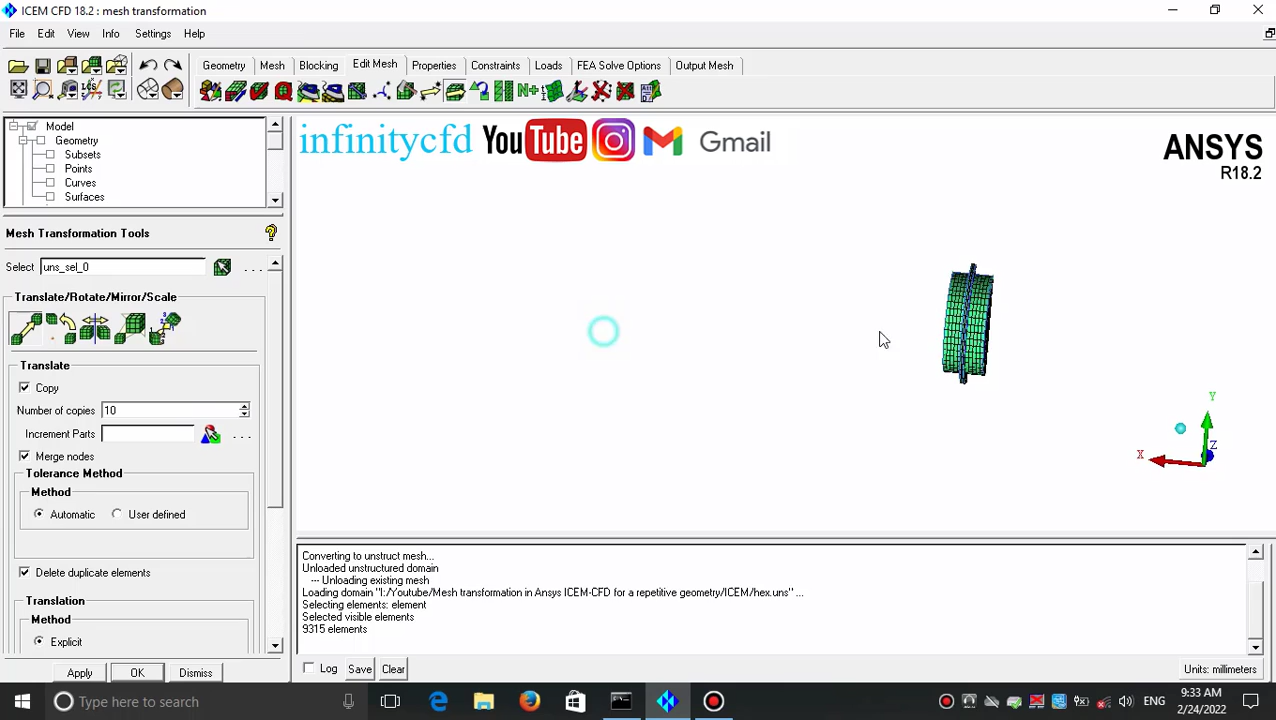 ICEM CFD 18.2 : mesh transformation
File Edit View Info Settings Help
Geometry Mesh Blocking Edit Mesh Properties Constraints Loads FEA Solve Options Output Mesh
Model
Geometry
Subsets
Points
Curves
Surfaces
infinitycfd YouTube Gmail
ANSYS
R18.2
Mesh Transformation Tools
Select uns_sel_0
Translate/Rotate/Mirror/Scale
Translate
Copy
Number of copies 10
Increment Parts
Merge nodes
Tolerance Method
Method
Automatic User defined
Delete duplicate elements
Translation
Method
Explicit
Apply OK Dismiss
Y
X
Z
Converting to unstruct mesh...
Unloaded unstructured domain
--- Unloading existing mesh
Loading domain "I:/Youtube/Mesh transformation in Ansys ICEM-CFD for a repetitive geometry/ICEM/hex.uns" ...
Selecting elements: element
Selected visible elements
9315 elements
Log Save Clear
Units: millimeters
Type here to search
ENG
9:33 AM
2/24/2022